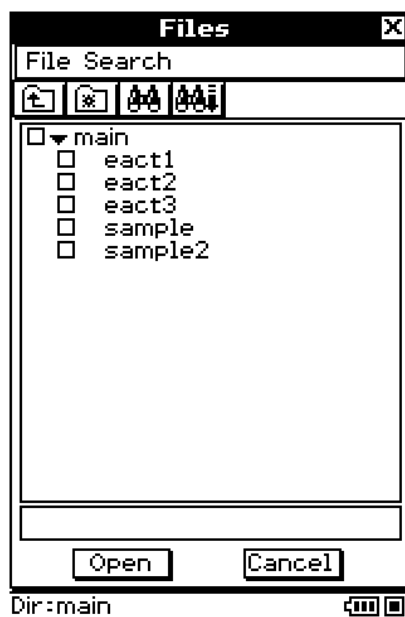 Files
File Search
main
eact1
eact2
eact3
sample
sample2
Open Cancel
Dir:main